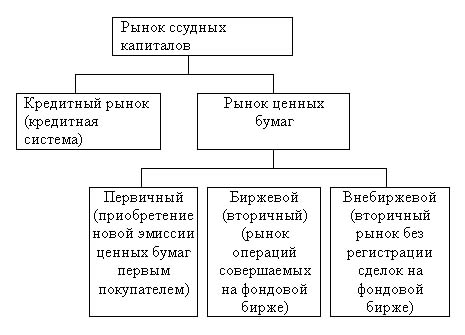 Рынок ссудных
капиталов
Кредитный рынок
(кредитная
система)
Рынок ценных
бумаг
Первичный
(приобретение
новой эмиссии
ценных бумаг
первым
покупателем)
Биржевой
(вторичный)
(рынок
операций
совершаемых
на фондовой
бирже)
Внебиржевой
(вторичный
рынок без
регистрации
сделок на
фондовой
бирже)